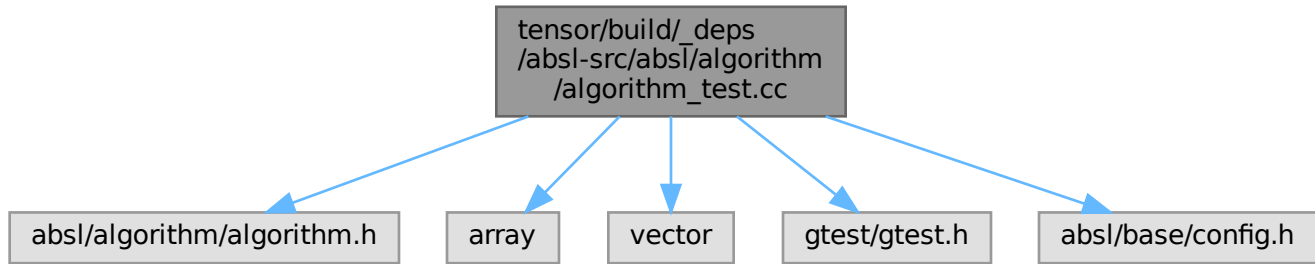 tensor/build/_deps
/absl-src/absl/algorithm
/algorithm_test.cc
absl/algorithm/algorithm.h
array
vector
gtest/gtest.h
absl/base/config.h